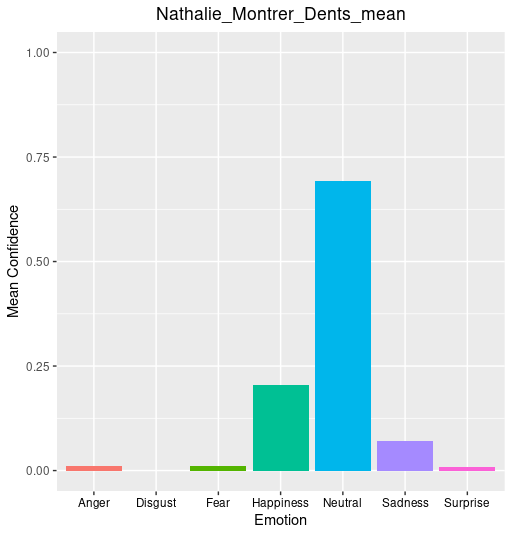 Nathalie_Montrer_Dents_mean
Mean Confidence
1.00
0.75
0.50
0.25
0.00
Anger Disgust Fear Happiness Neutral Sadness Surprise
Emotion